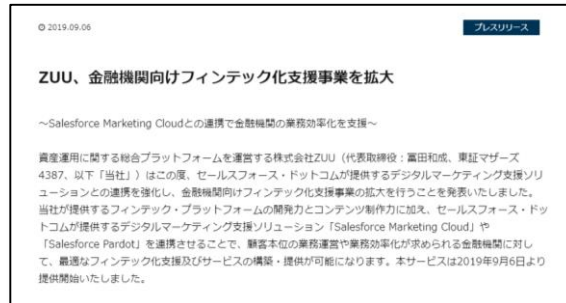 2019.09.06
プレスリリース
ZUU、金融機関向けフィンテック化支援事業を拡大
～Salesforce Marketing Cloudとの連携で金融機関の業務効率化を支援～
資産運用に関する総合プラットフォームを運営する株式会社ZUU（代表取締役：冨田和成、東証マザーズ
4387、以下「当社」）はこの度、セールスフォース・ドットコムが提供するデジタルマーケティング支援ソリ
ューションとの連携を強化し、金融機関向けフィンテック化支援事業の拡大を行うことを発表いたしました。
当社が提供するフィンテック・プラットフォームの開発力とコンテンツ制作力に加え、セールスフォース・ドッ
トコムが提供するデジタルマーケティング支援ソリューション「Salesforce Marketing Cloud」や
「Salesforce Pardot」を連携させることで、顧客本位の業務運営や業務効率化が求められる金融機関に対し
て、最適なフィンテック化支援及びサービスの構築・提供が可能になります。本サービスは2019年9月6日より
提供開始いたしました。